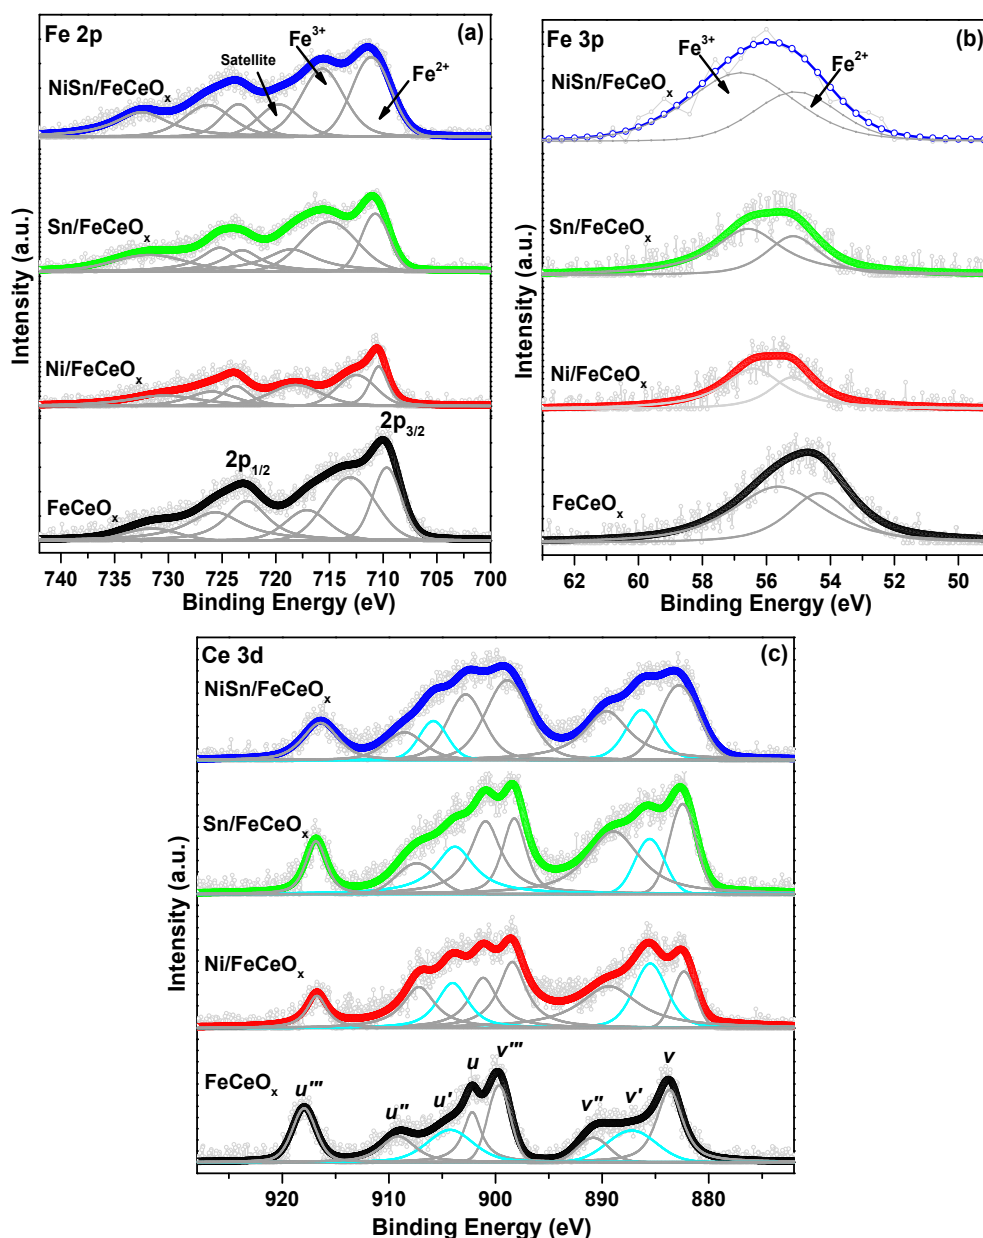 Fe 2p
(a)
Fe³⁺
Satellite
Fe²⁺
NiSn/FeCeOₓ
Sn/FeCeOₓ
Ni/FeCeOₓ
2p₃/₂
2p₁/₂
FeCeOₓ
Intensity (a.u.)
740 735 730 725 720 715 710 705 700
Binding Energy (eV)
Fe 3p
(b)
Fe³⁺
Fe²⁺
NiSn/FeCeOₓ
Sn/FeCeOₓ
Ni/FeCeOₓ
FeCeOₓ
Intensity (a.u.)
62 60 58 56 54 52 50
Binding Energy (eV)
Ce 3d
(c)
NiSn/FeCeOₓ
Sn/FeCeOₓ
Ni/FeCeOₓ
FeCeOₓ
u''' u'' u' u v''' v'' v' v
Intensity (a.u.)
920 910 900 890 880
Binding Energy (eV)